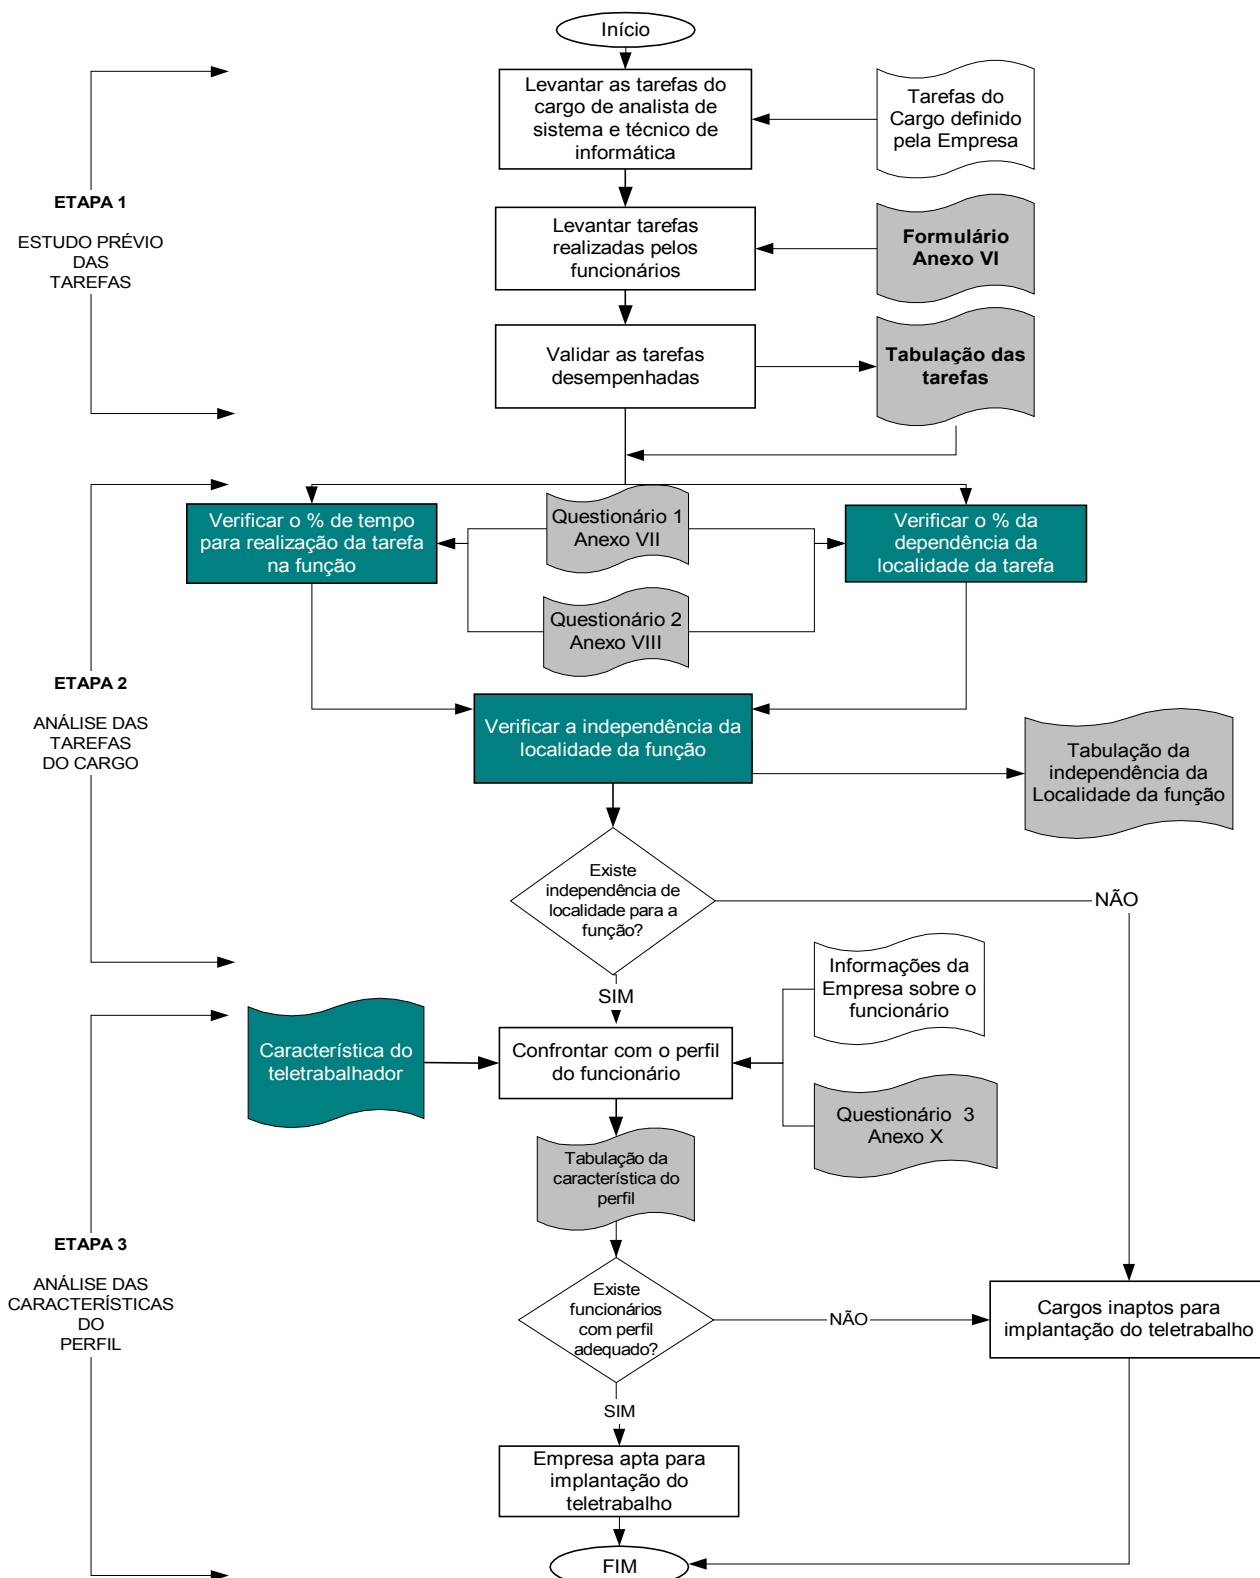 Início
Levantar as tarefas do
cargo de analista de
sistema e técnico de
informática
Tarefas do
Cargo definido
pela Empresa
ETAPA 1
ESTUDO PRÉVIO
DAS
TAREFAS
Levantar tarefas
realizadas pelos
funcionários
Formulário
Anexo VI
Validar as tarefas
desempenhadas
Tabulação das
tarefas
Verificar o % de tempo
para realização da tarefa
na função
Questionário 1
Anexo VII
Verificar o % da
dependência da
localidade da tarefa
Questionário 2
Anexo VIII
ETAPA 2
ANÁLISE DAS
TAREFAS
DO CARGO
Verificar a independência da
localidade da função
Tabulação da
independência da
Localidade da função
Existe
independência de
localidade para a
função?
NÃO
SIM
Informações da
Empresa sobre o
funcionário
Característica do
teletrabalhador
Confrontar com o perfil
do funcionário
Questionário 3
Anexo X
Tabulação da
característica do
perfil
ETAPA 3
ANÁLISE DAS
CARACTERÍSTICAS
DO
PERFIL
Existe
funcionários
com perfil
adequado?
NÃO
Cargos inaptos para
implantação do teletrabalho
SIM
Empresa apta para
implantação do
teletrabalho
FIM